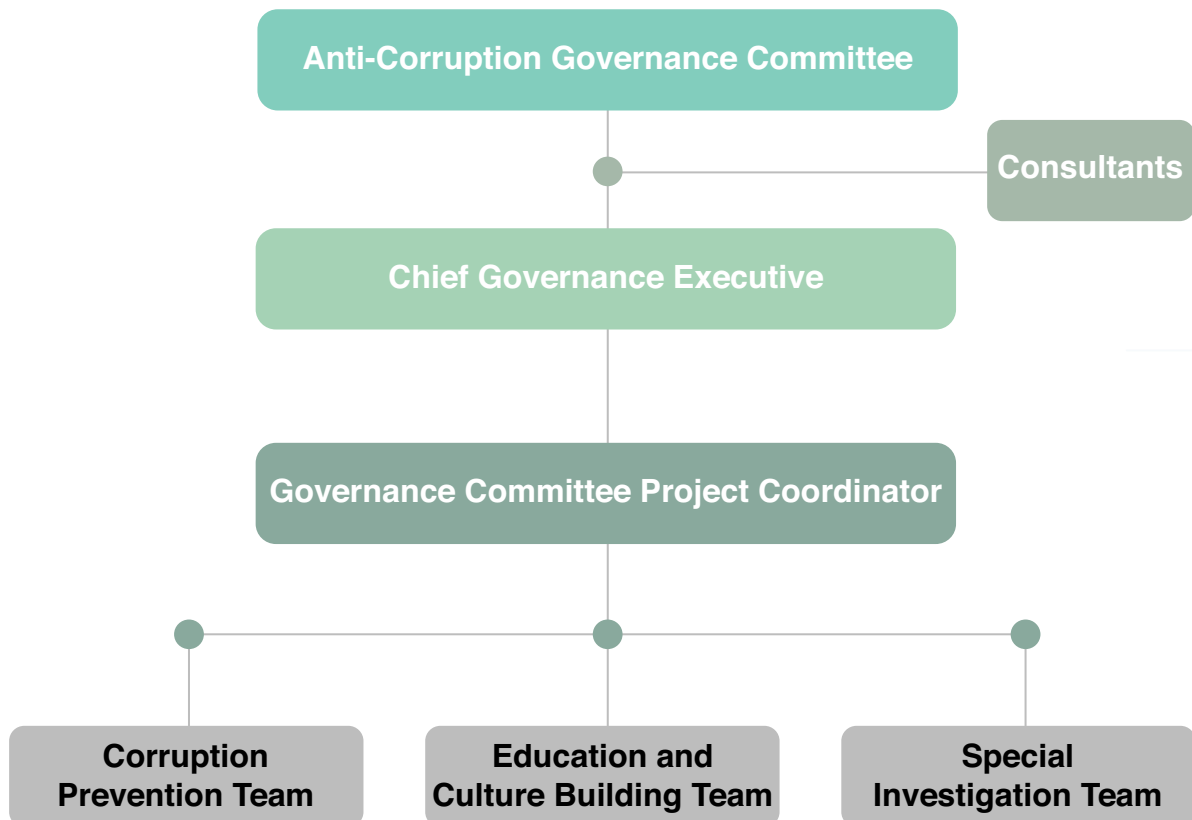 Anti-Corruption Governance Committee
Consultants
Chief Governance Executive
Governance Committee Project Coordinator
Corruption
Prevention Team
Education and
Culture Building Team
Special
Investigation Team